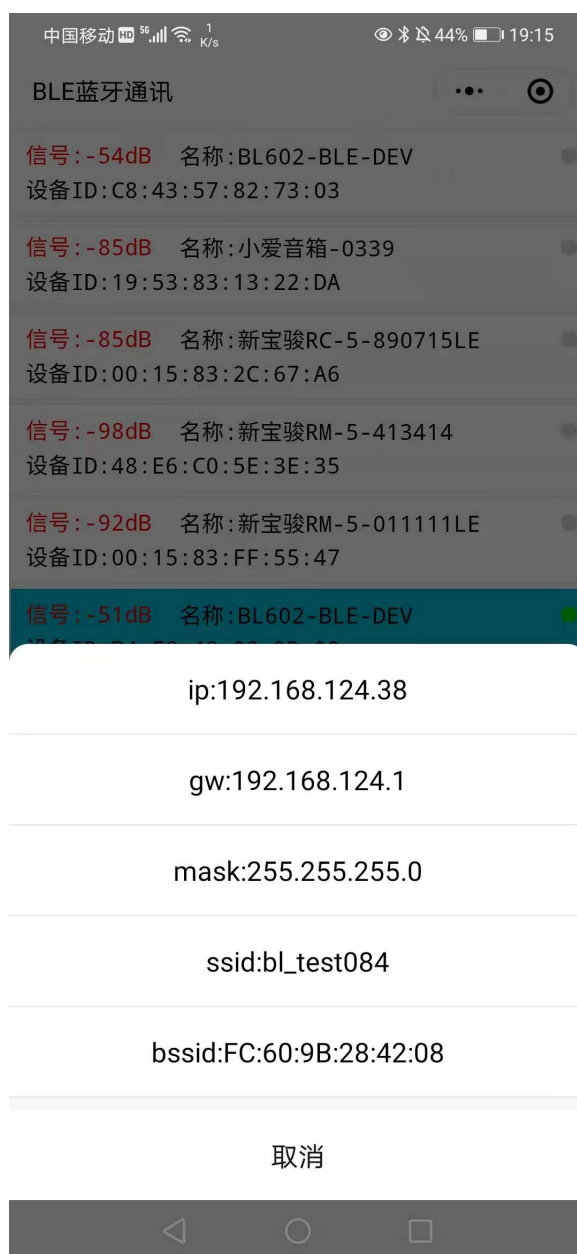 中国移动 HD 5G 1 K/s 44% 19:15
BLE蓝牙通讯
信号:-54dB 名称:BL602-BLE-DEV
设备ID:C8:43:57:82:73:03
信号:-85dB 名称:小爱音箱-0339
设备ID:19:53:83:13:22:DA
信号:-85dB 名称:新宝骏RC-5-890715LE
设备ID:00:15:83:2C:67:A6
信号:-98dB 名称:新宝骏RM-5-413414
设备ID:48:E6:C0:5E:3E:35
信号:-92dB 名称:新宝骏RM-5-011111LE
设备ID:00:15:83:FF:55:47
信号:-51dB 名称:BL602-BLE-DEV
ip:192.168.124.38
gw:192.168.124.1
mask:255.255.255.0
ssid:bl_test084
bssid:FC:60:9B:28:42:08
取消